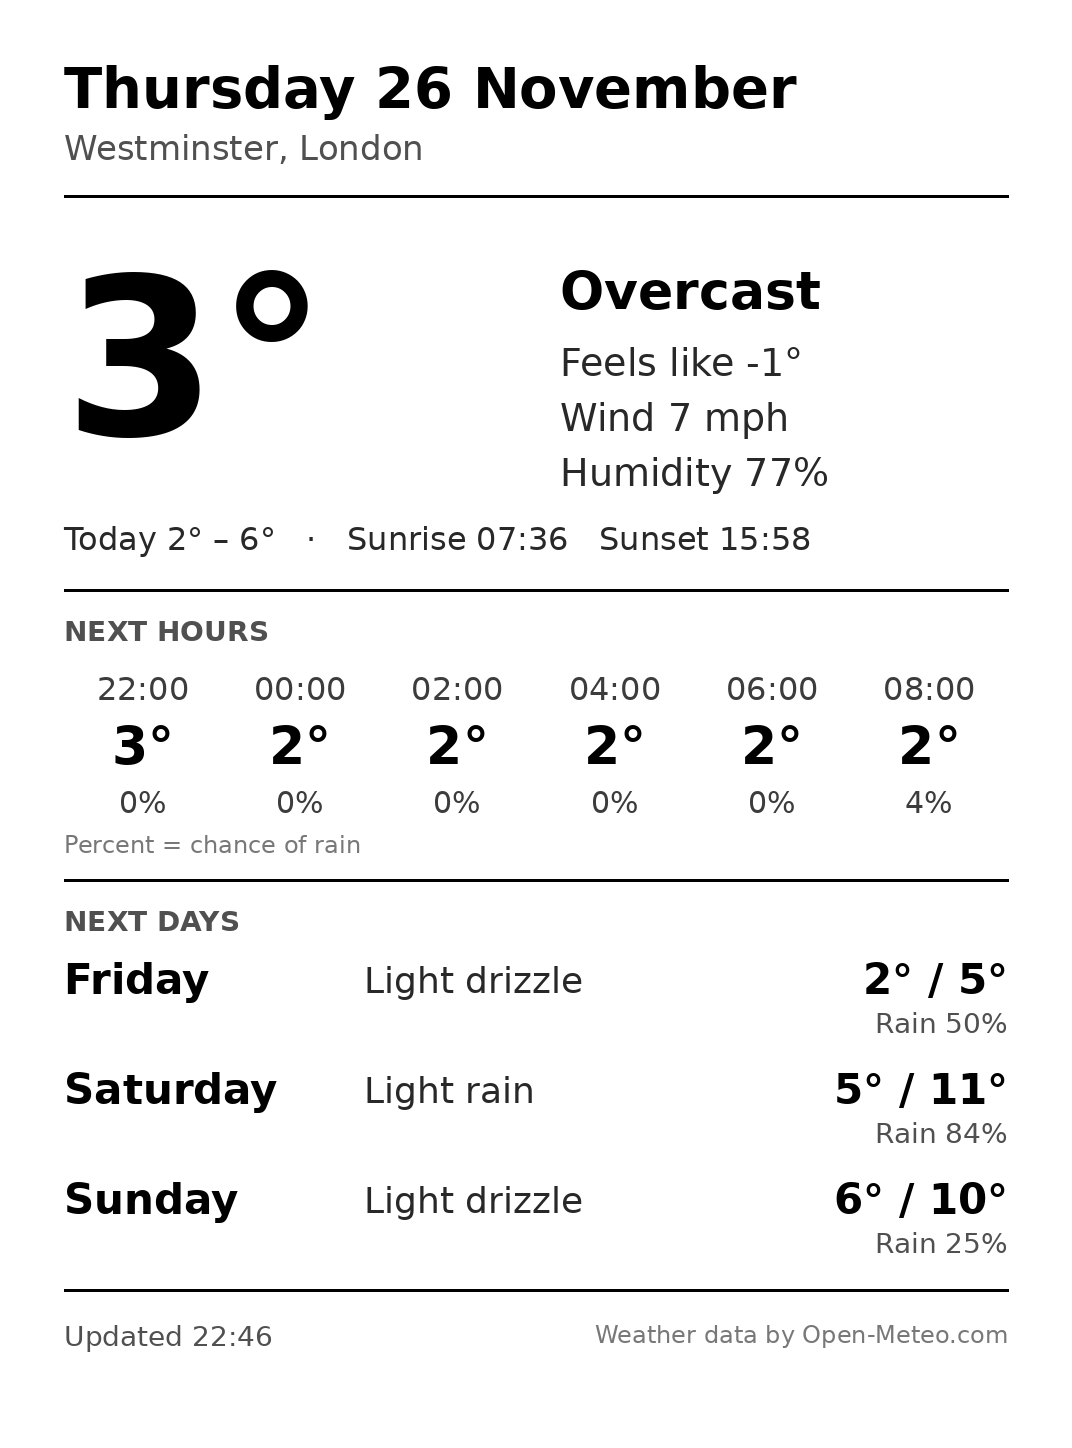 Thursday 26 November
Westminster, London
3°
Overcast
Feels like -1°
Wind 7 mph
Humidity 77%
Today 2° – 6° · Sunrise 07:36 Sunset 15:58
NEXT HOURS
22:00 00:00 02:00 04:00 06:00 08:00
3° 2° 2° 2° 2° 2°
0% 0% 0% 0% 0% 4%
Percent = chance of rain
NEXT DAYS
Friday Light drizzle 2° / 5°
Rain 50%
Saturday Light rain 5° / 11°
Rain 84%
Sunday Light drizzle 6° / 10°
Rain 25%
Updated 22:46 Weather data by Open-Meteo.com